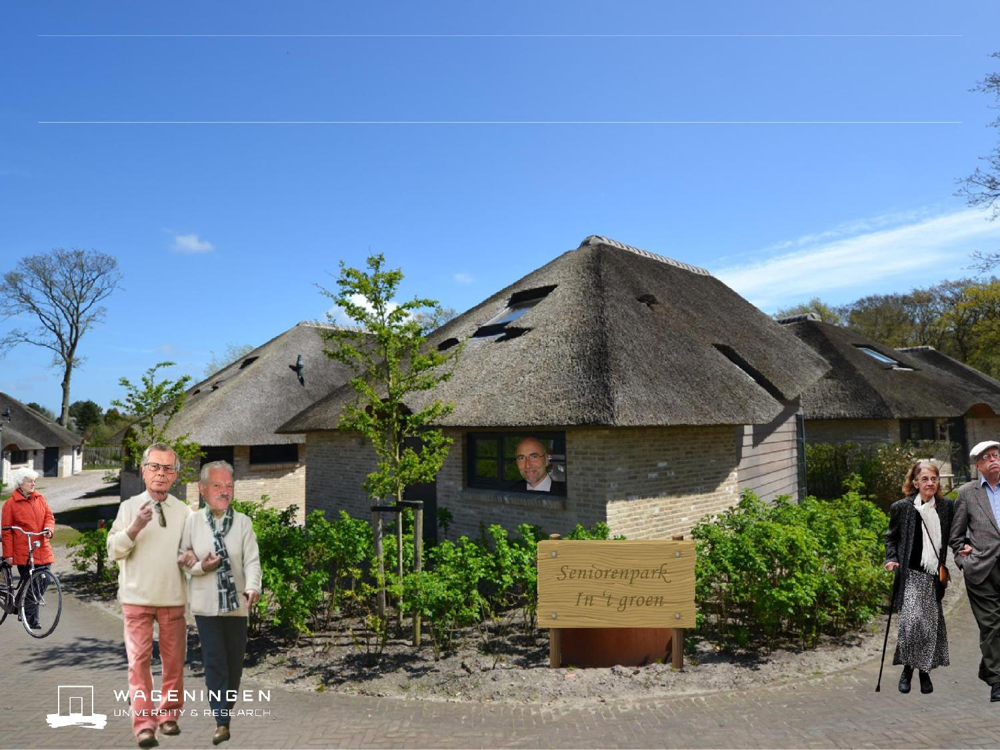 Seniorenpark
In ‘t groen
WAGENINGEN
UNIVERSITY & RESEARCH